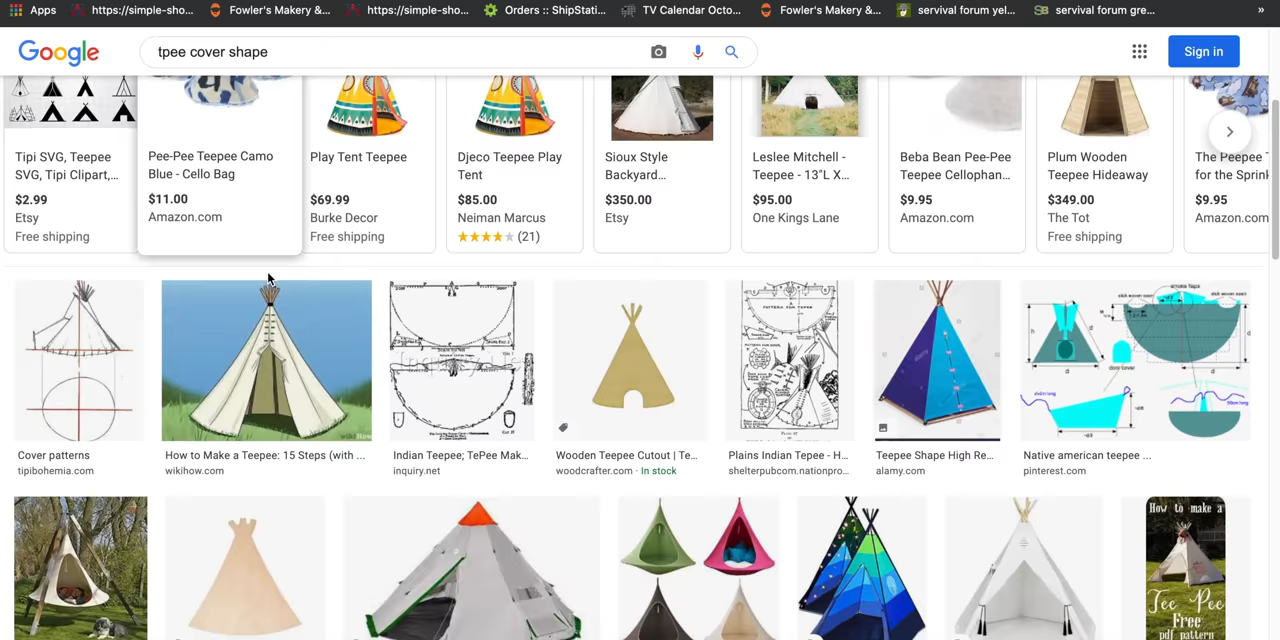 Apps
https://simple-sho...
Fowler's Makery &...
https://simple-sho...
Orders :: ShipStati...
TV Calendar Octo...
Fowler's Makery &...
servival forum yel...
servival forum gre...
»
Google
tpee cover shape
Sign in
Tipi SVG, Teepee
SVG, Tipi Clipart,...
$2.99
Etsy
Free shipping
Pee-Pee Teepee Camo
Blue - Cello Bag
$11.00
Amazon.com
Play Tent Teepee
$69.99
Burke Decor
Free shipping
Djeco Teepee Play
Tent
$85.00
Neiman Marcus
(21)
Sioux Style
Backyard...
$350.00
Etsy
Leslee Mitchell -
Teepee - 13"L X...
$95.00
One Kings Lane
Beba Bean Pee-Pee
Teepee Cellophan...
$9.95
Amazon.com
Plum Wooden
Teepee Hideaway
$349.00
The Tot
Free shipping
The Peepee T
for the Sprink
$9.95
Amazon.com
Cover patterns
tipibohemia.com
wikiHow
How to Make a Teepee: 15 Steps (with ...
wikihow.com
Indian Teepee; TePee Mak...
inquiry.net
Wooden Teepee Cutout | Te...
woodcrafter.com · In stock
Plains Indian Tepee - H...
shelterpubcom.nationpro...
alamy
Teepee Shape High Re...
alamy.com
smoke flaps
door cover
Native american teepee ...
pinterest.com
How to make a
Tee Pee
Free
pdf pattern